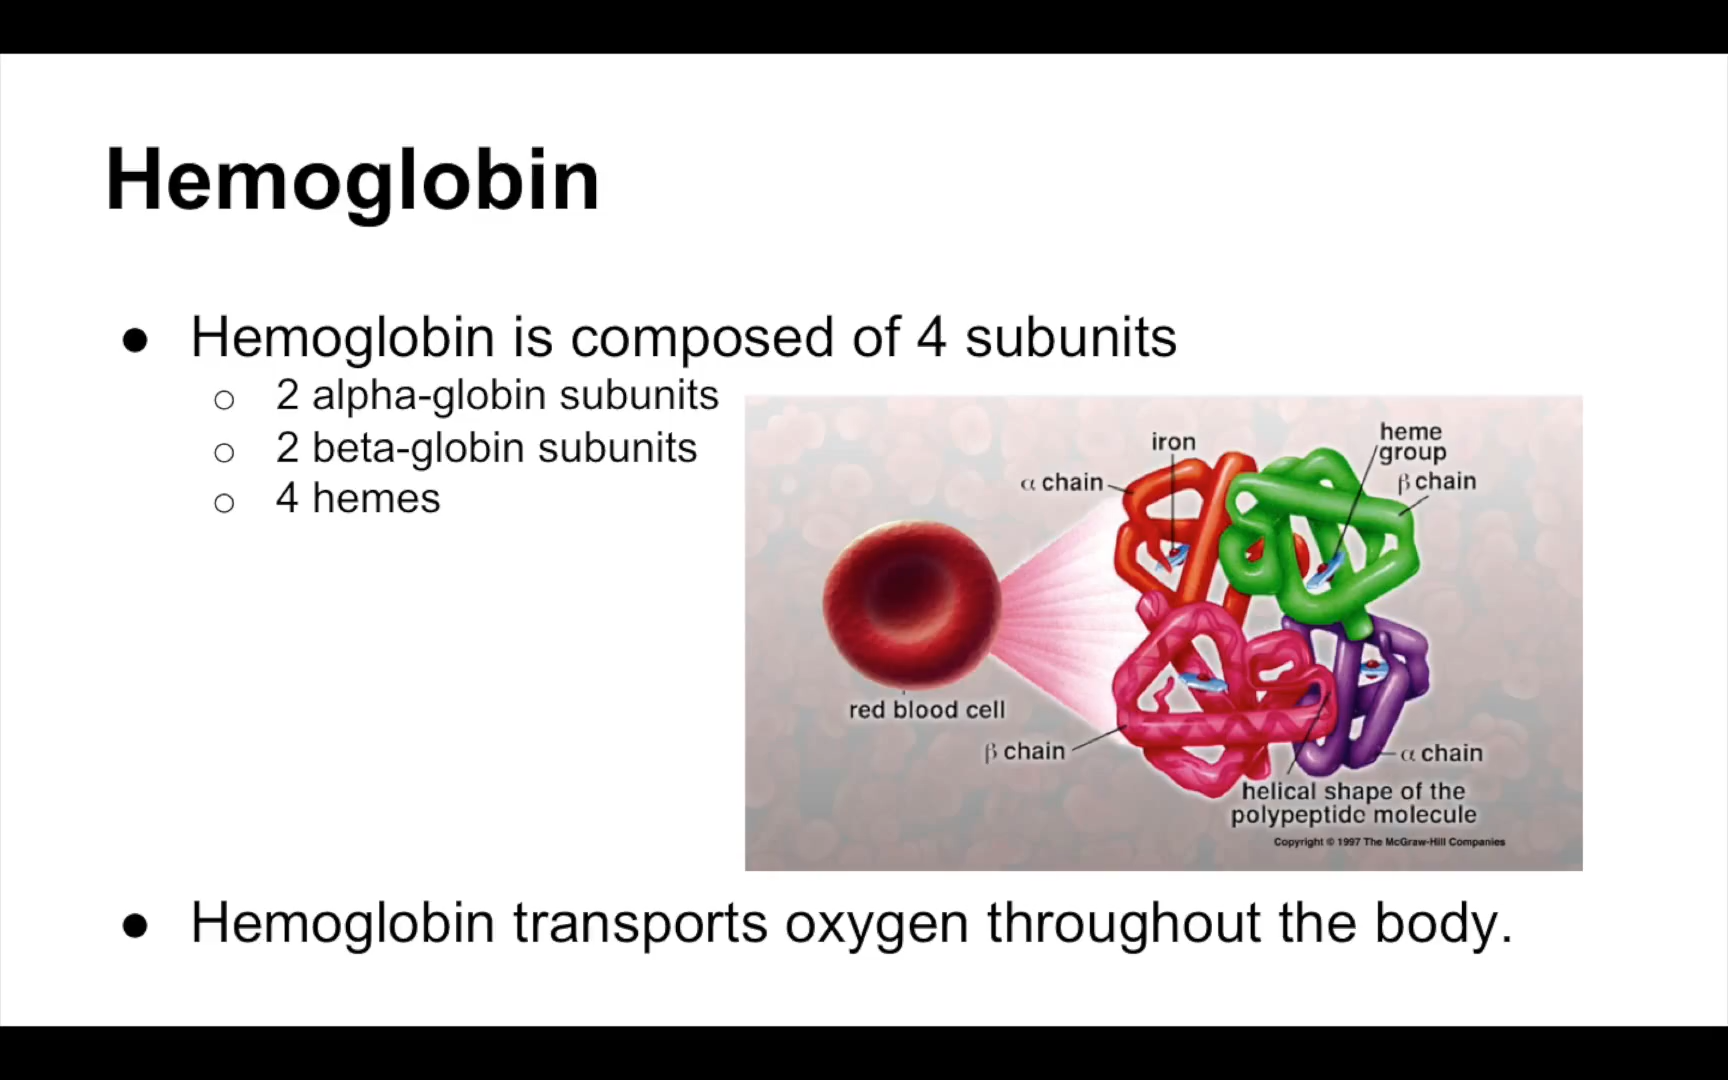 Hemoglobin
● Hemoglobin is composed of 4 subunits
○ 2 alpha-globin subunits
○ 2 beta-globin subunits
○ 4 hemes
iron
heme
group
α chain
β chain
red blood cell
β chain
α chain
helical shape of the
polypeptide molecule
Copyright © 1997 The McGraw-Hill Companies
● Hemoglobin transports oxygen throughout the body.